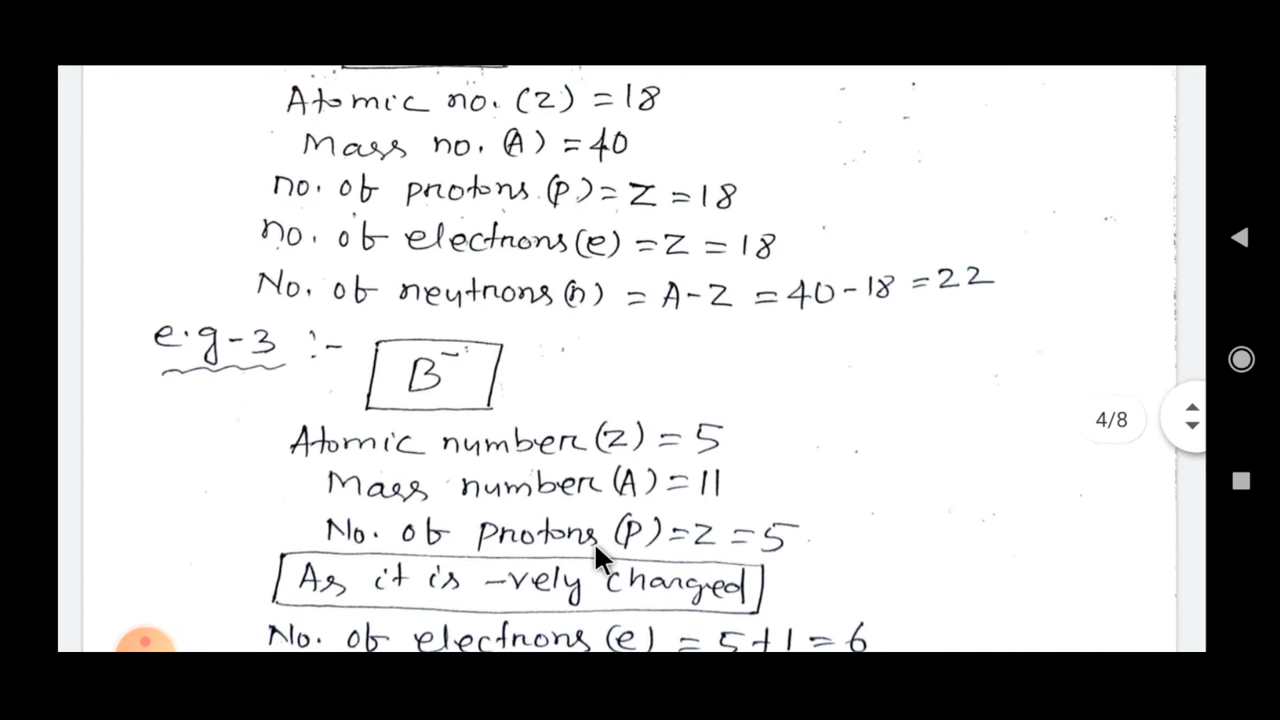 Atomic no. (Z) = 18
Mass no. (A) = 40
no. of protons (P) = Z = 18
no. of electrons (e) = Z = 18
No. of neutrons (n) = A - Z = 40 - 18 = 22
e.g - 3 :-
B⁻
Atomic number (Z) = 5
Mass number (A) = 11
No. of protons (P) = Z = 5
4/8
As it is -vely charged
No. of electrons (e) = 5 + 1 = 6